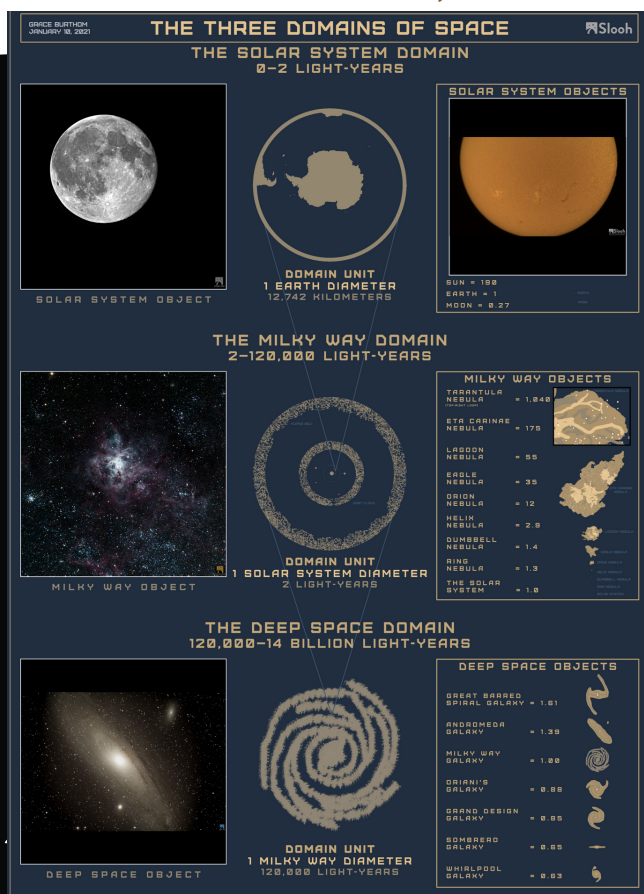 GRACE BURTHOM
JANUARY 10, 2021
THE THREE DOMAINS OF SPACE
Slooh
THE SOLAR SYSTEM DOMAIN
0-2 LIGHT-YEARS
SOLAR SYSTEM OBJECT
DOMAIN UNIT
1 EARTH DIAMETER
12,742 KILOMETERS
SOLAR SYSTEM OBJECTS
Slooh
SUN = 190
EARTH = 1
MOON = 0.27
THE MILKY WAY DOMAIN
2-120,000 LIGHT-YEARS
MILKY WAY OBJECT
DOMAIN UNIT
1 SOLAR SYSTEM DIAMETER
2 LIGHT-YEARS
MILKY WAY OBJECTS
TARANTULA
NEBULA = 1,040
ETA CARINAE
NEBULA = 175
LAGOON
NEBULA = 55
EAGLE
NEBULA = 35
ORION
NEBULA = 12
HELIX
NEBULA = 2.9
DUMBBELL
NEBULA = 1.4
RING
NEBULA = 1.3
THE SOLAR
SYSTEM = 1.0
THE DEEP SPACE DOMAIN
120,000-14 BILLION LIGHT-YEARS
DEEP SPACE OBJECT
DOMAIN UNIT
1 MILKY WAY DIAMETER
120,000 LIGHT-YEARS
DEEP SPACE OBJECTS
GREAT BARRED
SPIRAL GALAXY = 1.61
ANDROMEDA
GALAXY = 1.39
MILKY WAY
GALAXY = 1.00
ORIANI'S
GALAXY = 0.88
GRAND DESIGN
GALAXY = 0.65
SOMBRERO
GALAXY = 0.65
WHIRLPOOL
GALAXY = 0.63